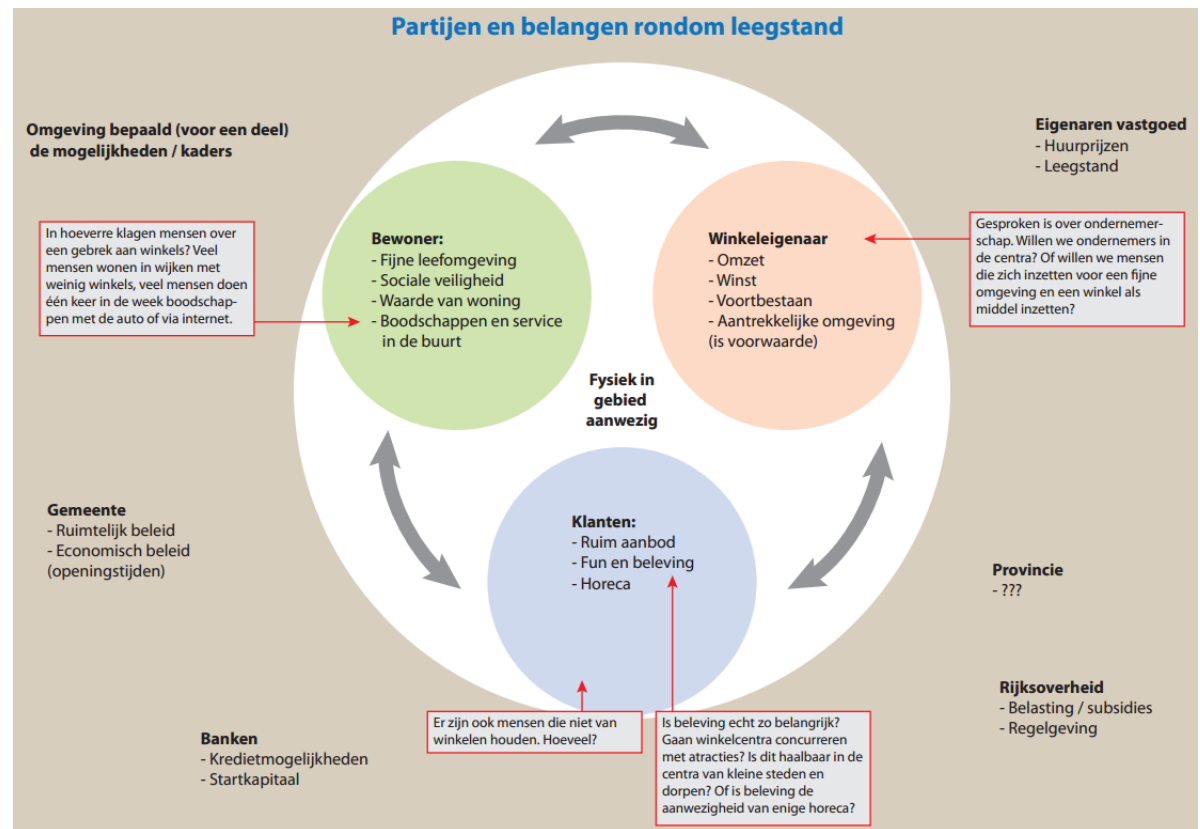 Partijen en belangen rondom leegstand
Omgeving bepaald (voor een deel)
de mogelijkheden / kaders
Eigenaren vastgoed
- Huurprijzen
- Leegstand
In hoeverre klagen mensen over
een gebrek aan winkels? Veel
mensen wonen in wijken met
weinig winkels, veel mensen doen
één keer in de week boodschap-
pen met de auto of via internet.
Bewoner:
- Fijne leefomgeving
- Sociale veiligheid
- Waarde van woning
- Boodschappen en service
in de buurt
Winkeleigenaar
- Omzet
- Winst
- Voortbestaan
- Aantrekkelijke omgeving
(is voorwaarde)
Gesproken is over ondernemer-
schap. Willen we ondernemers in
de centra? Of willen we mensen
die zich inzetten voor een fijne
omgeving en een winkel als
middel inzetten?
Fysiek in
gebied
aanwezig
Gemeente
- Ruimtelijk beleid
- Economisch beleid
(openingstijden)
Klanten:
- Ruim aanbod
- Fun en beleving
- Horeca
Provincie
- ???
Rijksoverheid
- Belasting / subsidies
- Regelgeving
Banken
- Kredietmogelijkheden
- Startkapitaal
Er zijn ook mensen die niet van
winkelen houden. Hoeveel?
Is beleving echt zo belangrijk?
Gaan winkelcentra concurreren
met atracties? Is dit haalbaar in de
centra van kleine steden en
dorpen? Of is beleving de
aanwezigheid van enige horeca?